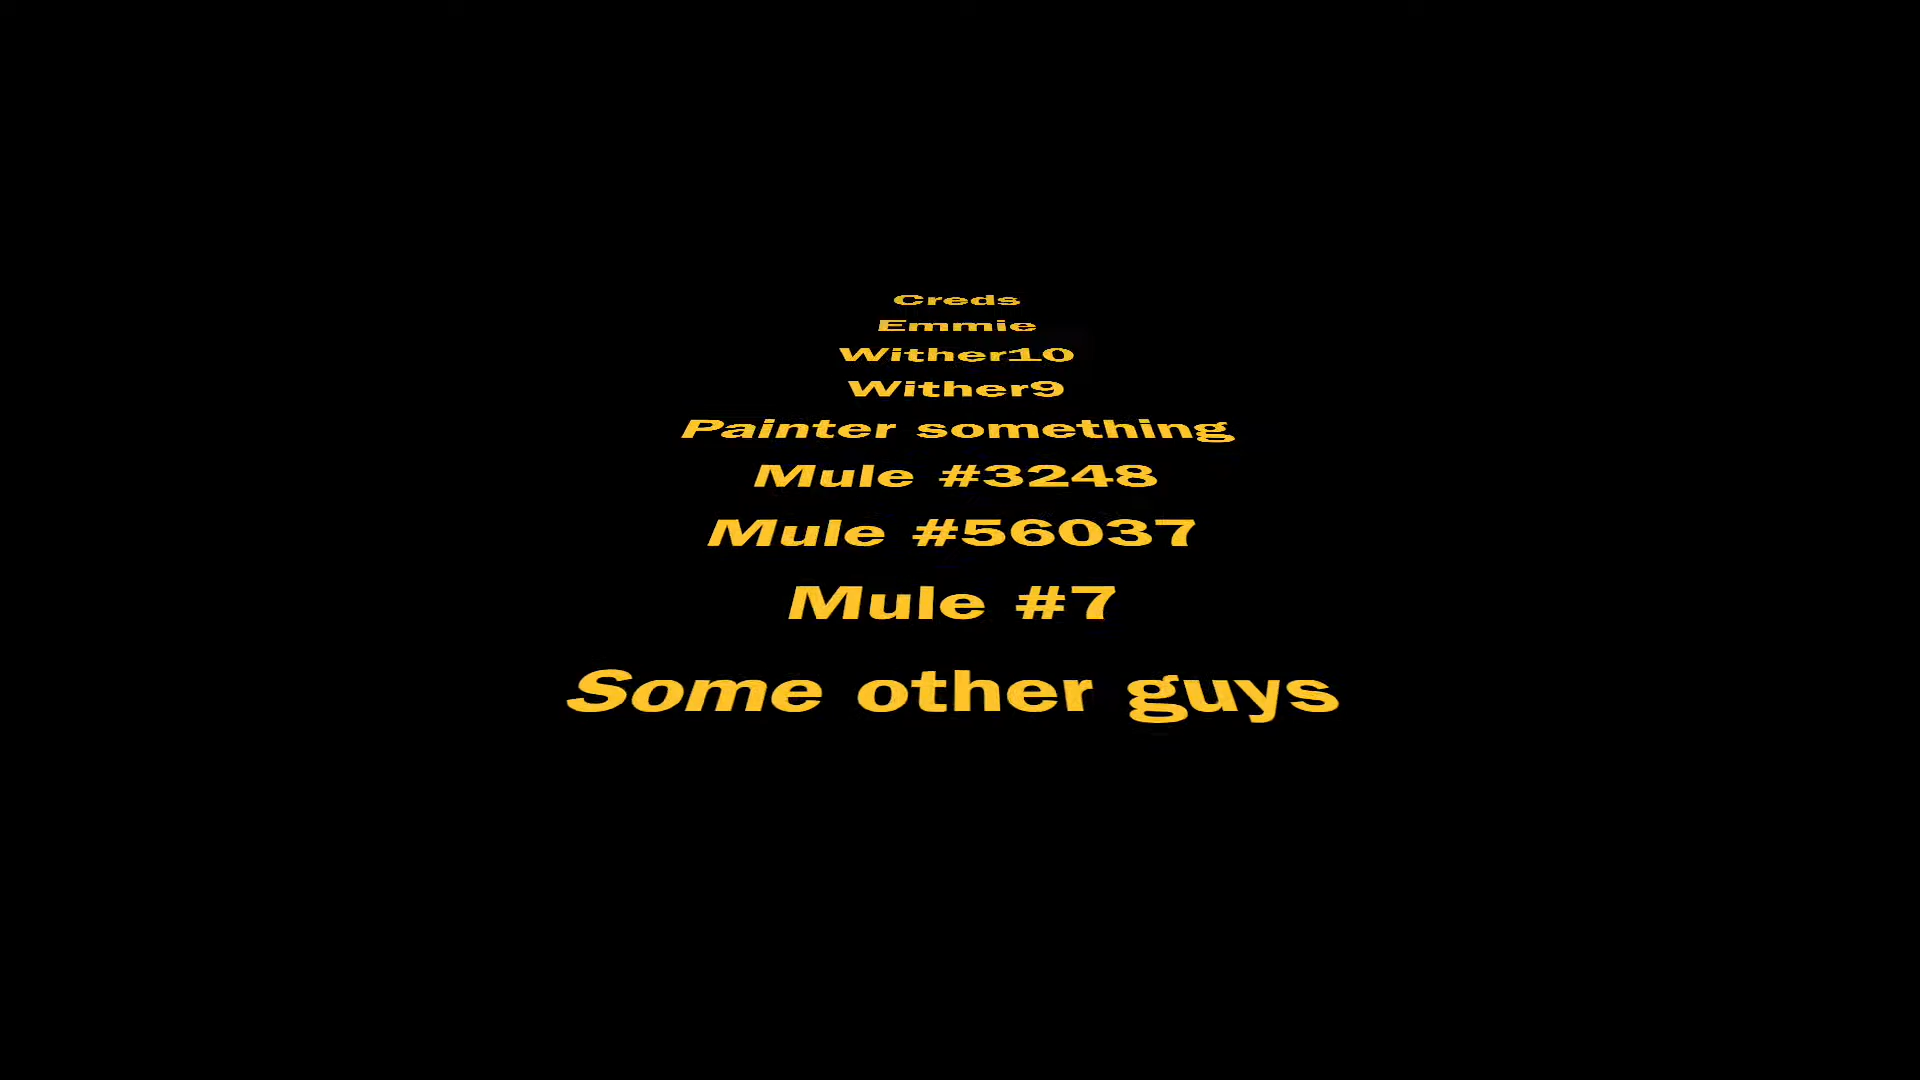 Creds
Emmie
Wither10
Wither9
Painter something
Mule #3248
Mule #56037
Mule #7
Some other guys